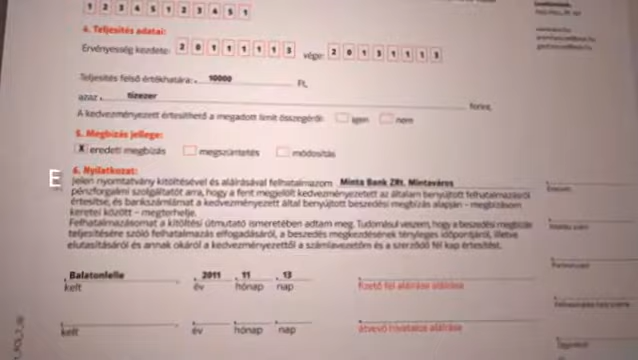 1 2 3 4 5 1 2 3 4 5 1
4. Teljesítés adatai:
Érvényesség kezdete: 2 0 1 1 1 1 1 3 vége: 2 0 1 3 1 1 1 3
Teljesítés felső értékhatára: 10000 Ft,
azaz tízezer forint.
A kedvezményezett értesíthető a megadott limit összegéről: igen nem
5. Megbízás jellege:
X eredeti megbízás megszüntetés módosítás
E
6. Nyilatkozat:
Jelen nyomtatvány kitöltésével és aláírásával felhatalmazom Minta Bank ZRt. Mintaváros
pénzforgalmi szolgáltatót arra, hogy a fent megjelölt kedvezményezettet az általam benyújtott felhatalmazásról
értesítse, és bankszámlámat a kedvezményezett által benyújtott beszedési megbízás alapján – megbízásom
keretei között – megterhelje.
Felhatalmazásomat a kitöltési útmutató ismeretében adtam meg. Tudomásul veszem, hogy a beszedési megbízás
teljesítésére szóló felhatalmazás elfogadásáról, a beszedés megkezdésének tényleges időpontjáról, illetve
elutasításáról és annak okáról a kedvezményezettől a számlavezetőm és a szerződő fél kap értesítést.
Balatonlelle 2011 11 13
kelt év hónap nap fizető fél aláírása
kelt év hónap nap átvevő hivatalos aláírása